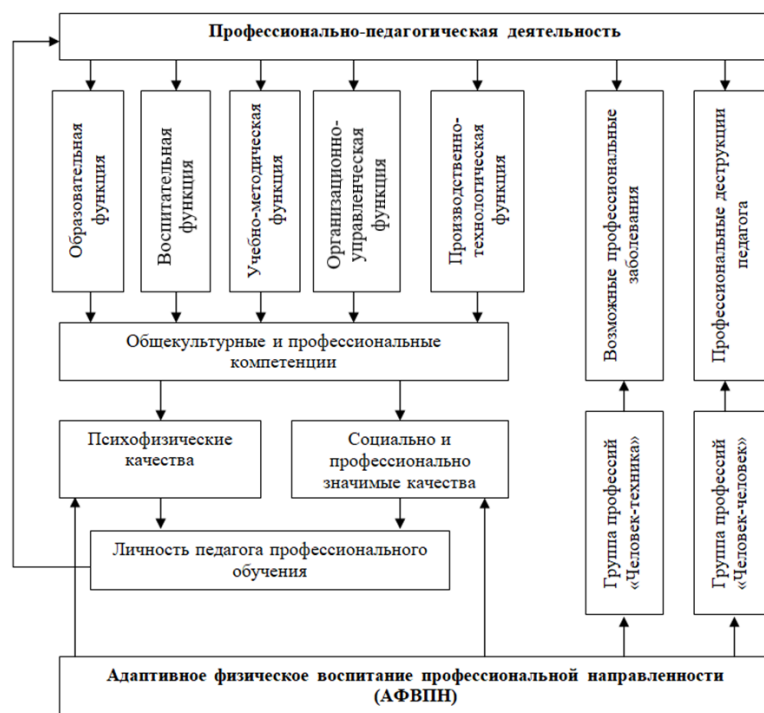 Профессионально-педагогическая деятельность
Образовательная
функция
Воспитательная
функция
Учебно-методическая
функция
Организационно-
управленческая
функция
Производственно-
технологическая
функция
Возможные профессиональные
заболевания
Профессиональные деструкции
педагога
Общекультурные и профессиональные
компетенции
Психофизические
качества
Социально и
профессионально
значимые качества
Группа профессий
«Человек-техника»
Группа профессий
«Человек-человек»
Личность педагога профессионального
обучения
Адаптивное физическое воспитание профессиональной направленности
(АФВПН)